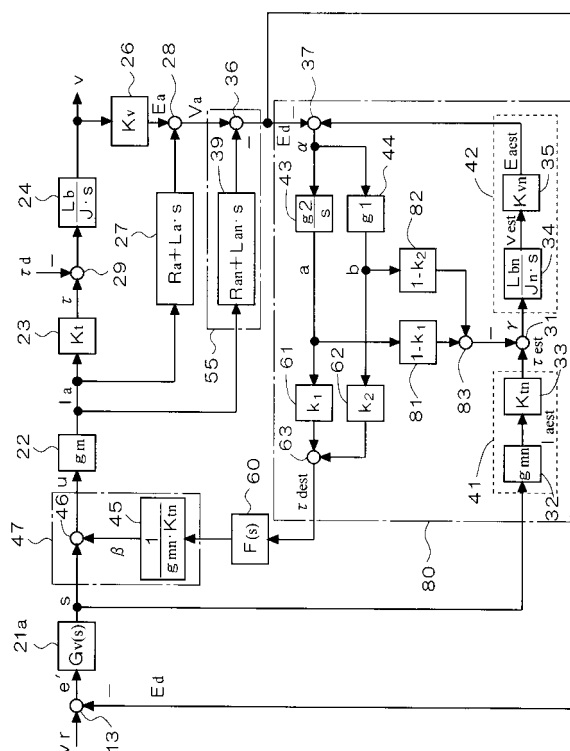 26
28
36
37
Kv
Ea
Va
Ed
v
24
Lb
J·s
τd
29
τ
23
Kt
Ia
27
Ra+La·s
39
Ran+Lan·s
55
22
gm
u
47
46
45
1
gmn·Ktn
β
s
21a
Gv(s)
e'
vr
13
Ed
60
F(s)
τdest
α
43
g2
s
44
g1
a
b
61
k1
62
k2
63
82
1-k2
1-k1
81
83
42
Eaest
35
Kvn
vest
34
Lbn
Jn·s
γ
31
τest
33
Ktn
Iaest
41
gmn
32
80